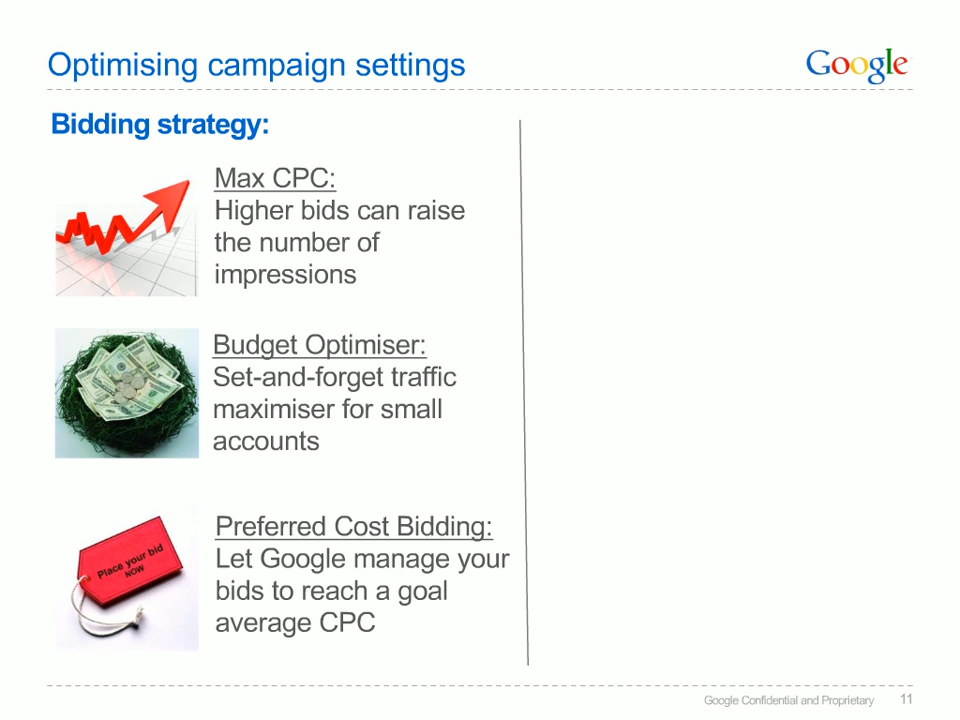 Optimising campaign settings
Google
Bidding strategy:
Max CPC:
Higher bids can raise
the number of
impressions
Budget Optimiser:
Set-and-forget traffic
maximiser for small
accounts
Place your bid
NOW
Preferred Cost Bidding:
Let Google manage your
bids to reach a goal
average CPC
Google Confidential and Proprietary
11